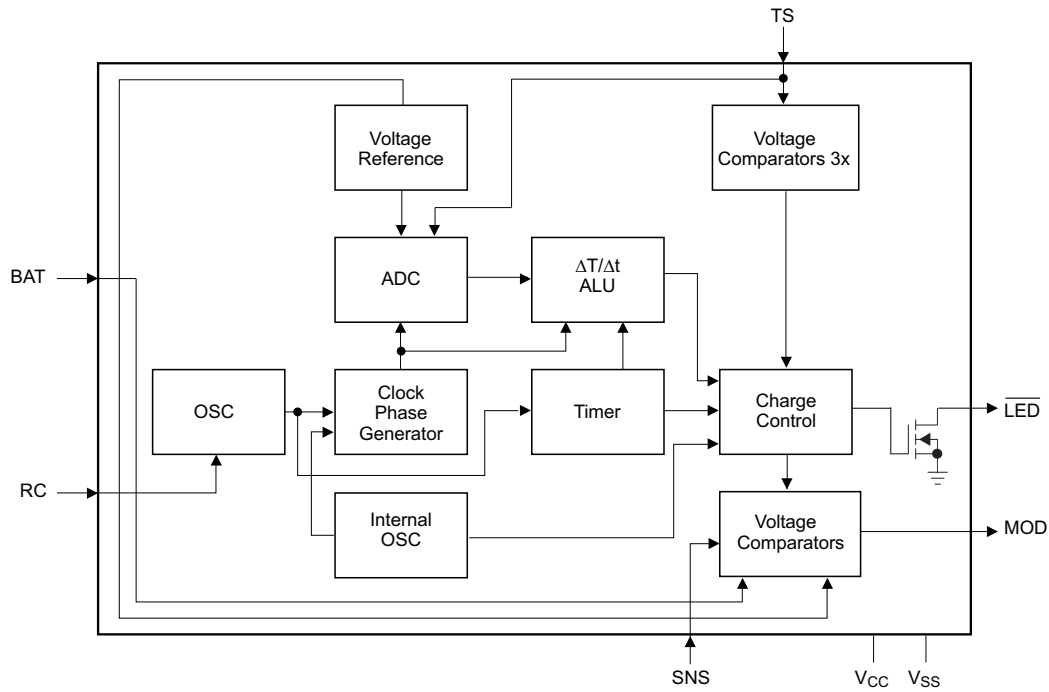 TS
Voltage
Reference
Voltage
Comparators 3x
BAT
ADC
ΔT/Δt
ALU
OSC
Clock
Phase
Generator
Timer
Charge
Control
LED
RC
Internal
OSC
Voltage
Comparators
MOD
SNS
VCC
VSS